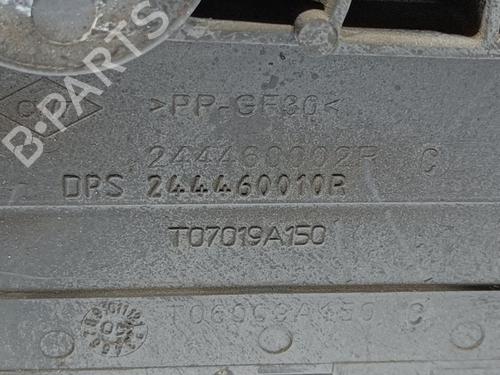 >PP-GF30<
244460002R C
DRS 244460010R
T07019A150
C
B-PARTS